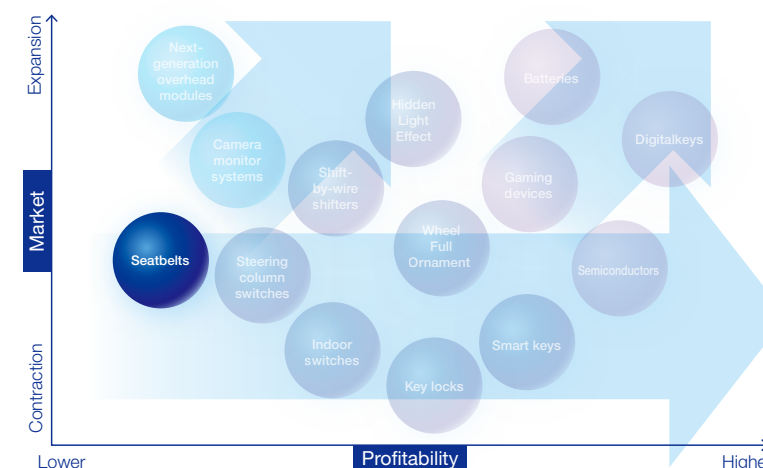 Expansion
Market
Contraction
Next-
generation
overhead
modules
Batteries
Hidden
Light
Effect
Camera
monitor
systems
Digitalkeys
Shift-
by-wire
shifters
Gaming
devices
Wheel
Full
Ornament
Seatbelts
Steering
column
switches
Semiconductors
Indoor
switches
Smart keys
Key locks
Lower
Profitability
Higher